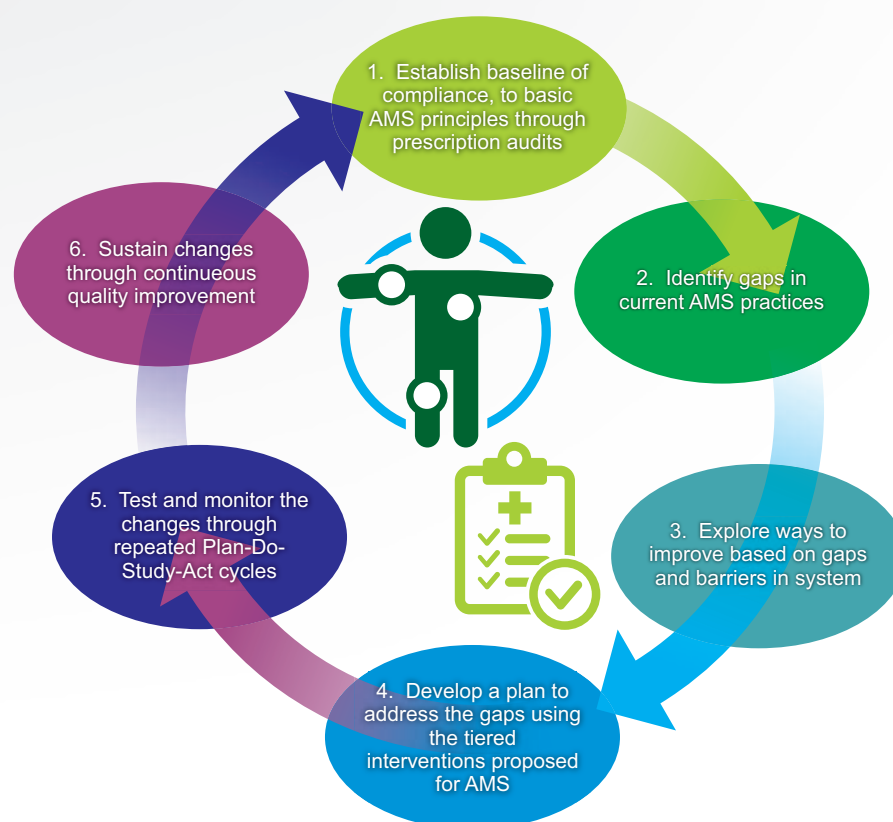 1. Establish baseline of
compliance, to basic
AMS principles through
prescription audits
2. Identify gaps in
current AMS practices
3. Explore ways to
improve based on gaps
and barriers in system
4. Develop a plan to
address the gaps using
the tiered
interventions proposed
for AMS
5. Test and monitor the
changes through
repeated Plan-Do-
Study-Act cycles
6. Sustain changes
through continueous
quality improvement